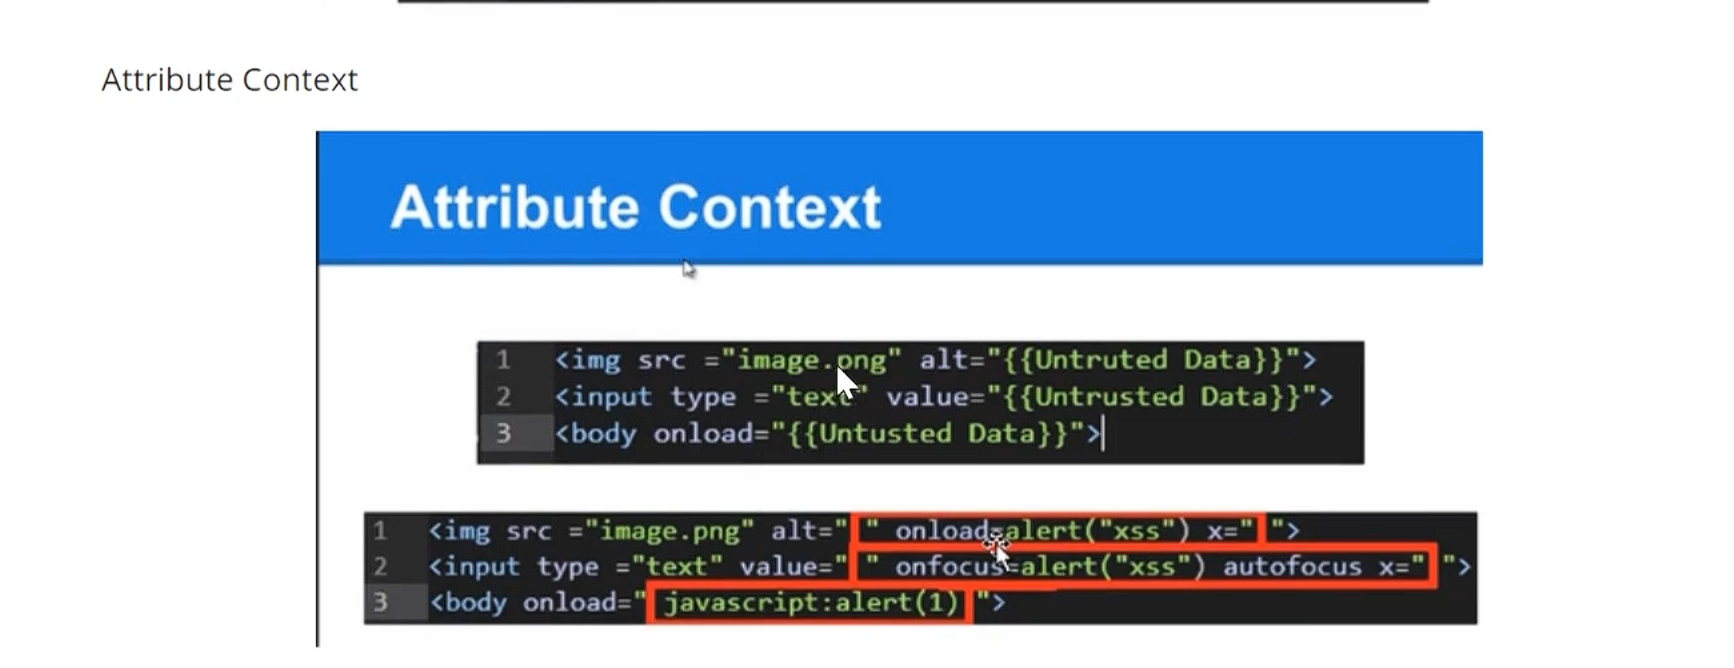 Attribute Context
Attribute Context
1 <img src ="image.png" alt="{{Untruted Data}}">
2 <input type ="text" value="{{Untrusted Data}}">
3 <body onload="{{Untusted Data}}">
1 <img src ="image.png" alt=" " onload=alert("xss") x=" ">
2 <input type ="text" value=" " onfocus=alert("xss") autofocus x=" ">
3 <body onload=" javascript:alert(1) ">